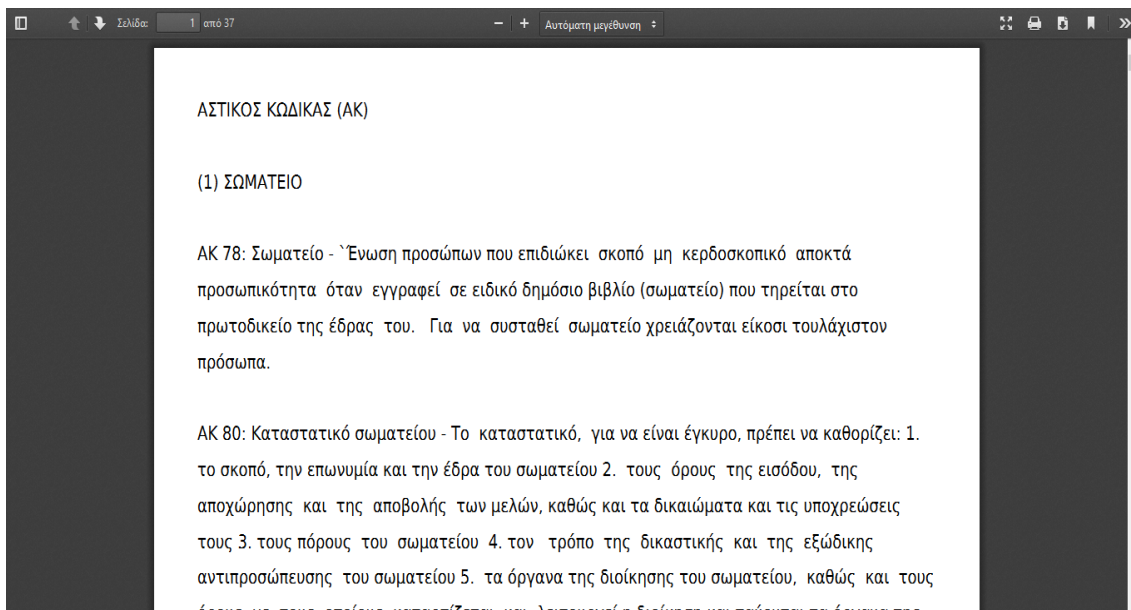 Σελίδα: 1 από 37 Αυτόματη μεγέθυνση
ΑΣΤΙΚΟΣ ΚΩΔΙΚΑΣ (ΑΚ)
(1) ΣΩΜΑΤΕΙΟ
ΑΚ 78: Σωματείο - `Ένωση προσώπων που επιδιώκει σκοπό μη κερδοσκοπικό αποκτά
προσωπικότητα όταν εγγραφεί σε ειδικό δημόσιο βιβλίο (σωματείο) που τηρείται στο
πρωτοδικείο της έδρας του. Για να συσταθεί σωματείο χρειάζονται είκοσι τουλάχιστον
πρόσωπα.
ΑΚ 80: Καταστατικό σωματείου - Το καταστατικό, για να είναι έγκυρο, πρέπει να καθορίζει: 1.
το σκοπό, την επωνυμία και την έδρα του σωματείου 2. τους όρους της εισόδου, της
αποχώρησης και της αποβολής των μελών, καθώς και τα δικαιώματα και τις υποχρεώσεις
τους 3. τους πόρους του σωματείου 4. τον τρόπο της δικαστικής και της εξώδικης
αντιπροσώπευσης του σωματείου 5. τα όργανα της διοίκησης του σωματείου, καθώς και τους